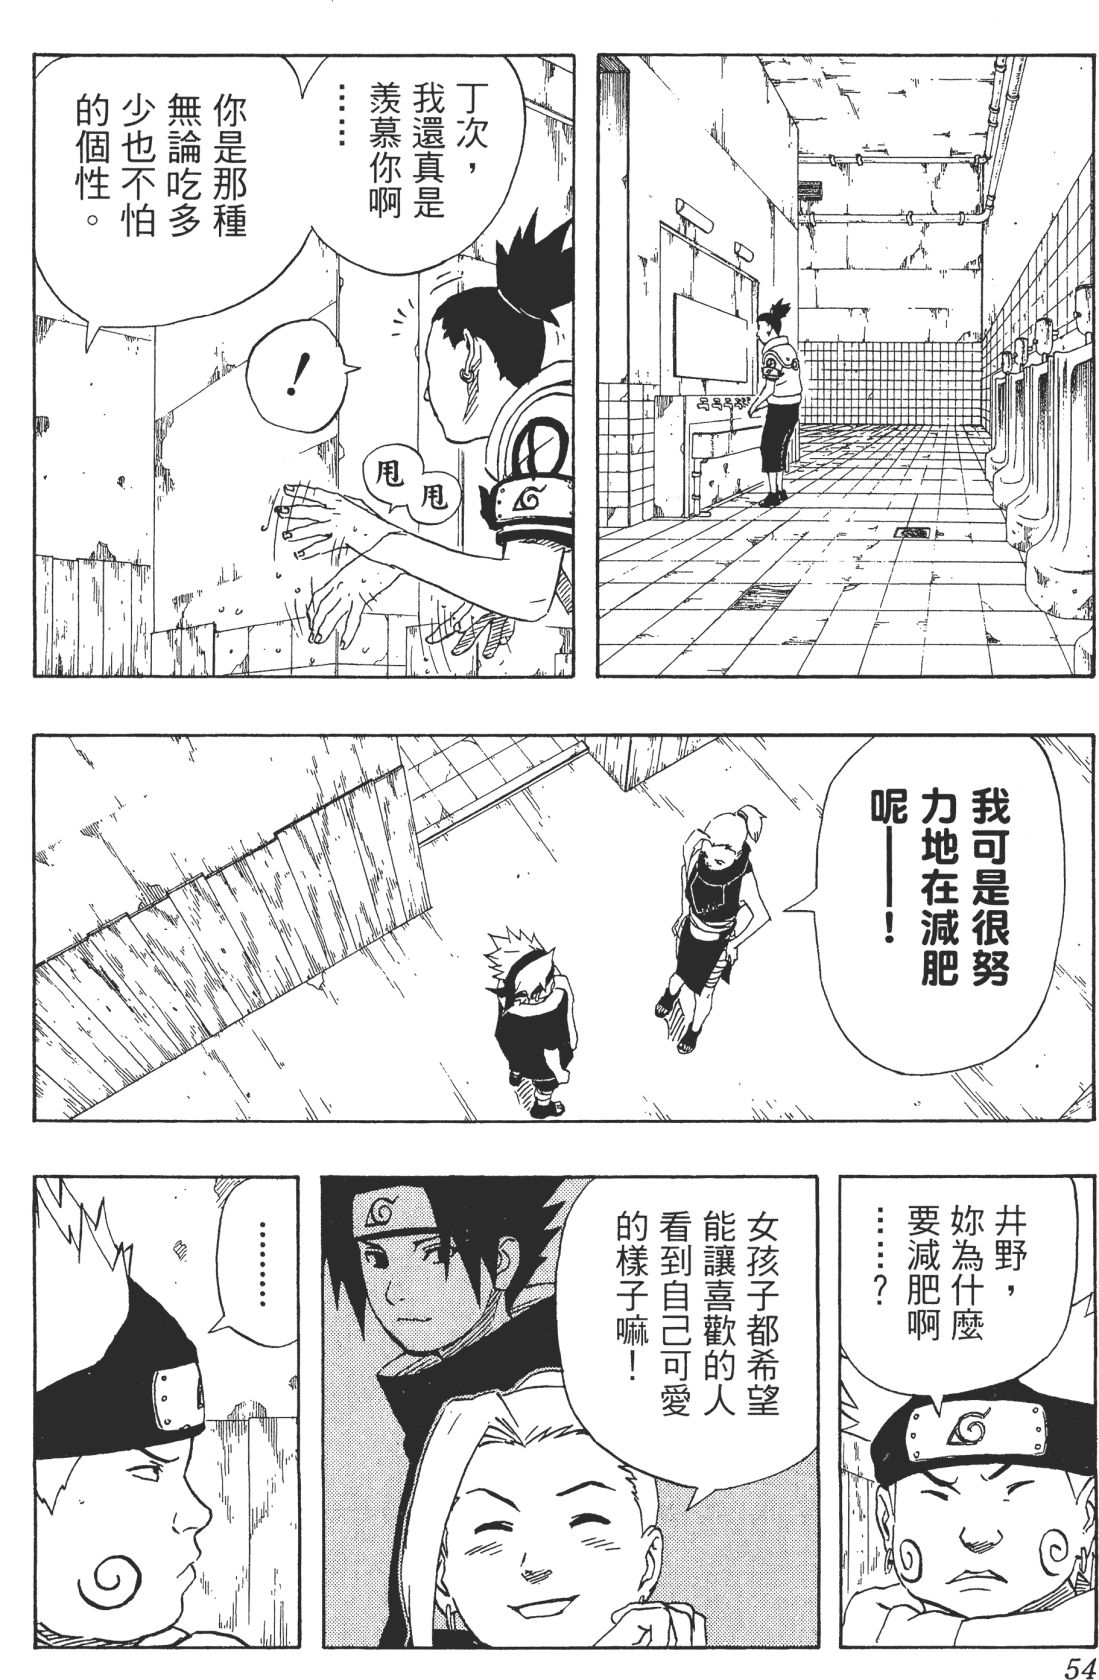 丁次，
我還真是
羨慕你啊
……
你是那種
無論吃多
少也不怕
的個性。
！
甩
甩
我可是很努
力地在減肥
呢——！
井野，
妳為什麼
要減肥啊
……？
女孩子都希望
能讓喜歡的人
看到自己可愛
的樣子嘛！
………
54